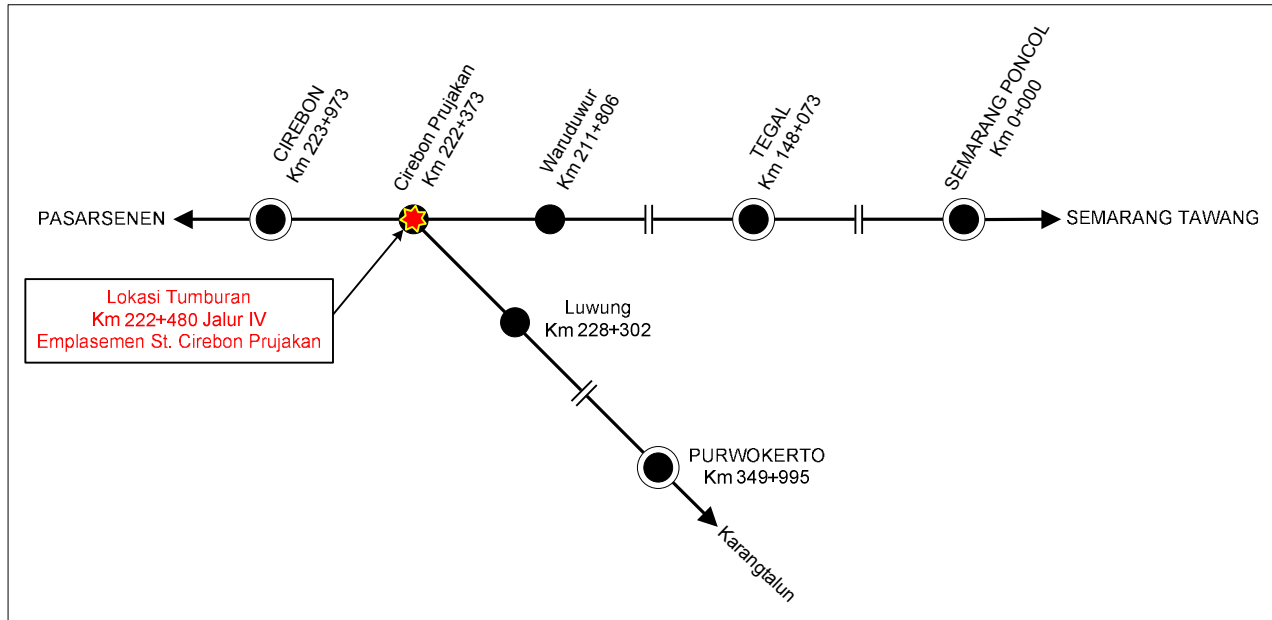 CIREBON
Km 223+973
Cirebon Prujakan
Km 222+373
Waruduwur
Km 211+806
TEGAL
Km 148+073
SEMARANG PONCOL
Km 0+000
PASARSENEN
SEMARANG TAWANG
Lokasi Tumburan
Km 222+480 Jalur IV
Emplasemen St. Cirebon Prujakan
Luwung
Km 228+302
PURWOKERTO
Km 349+995
Karangtalun